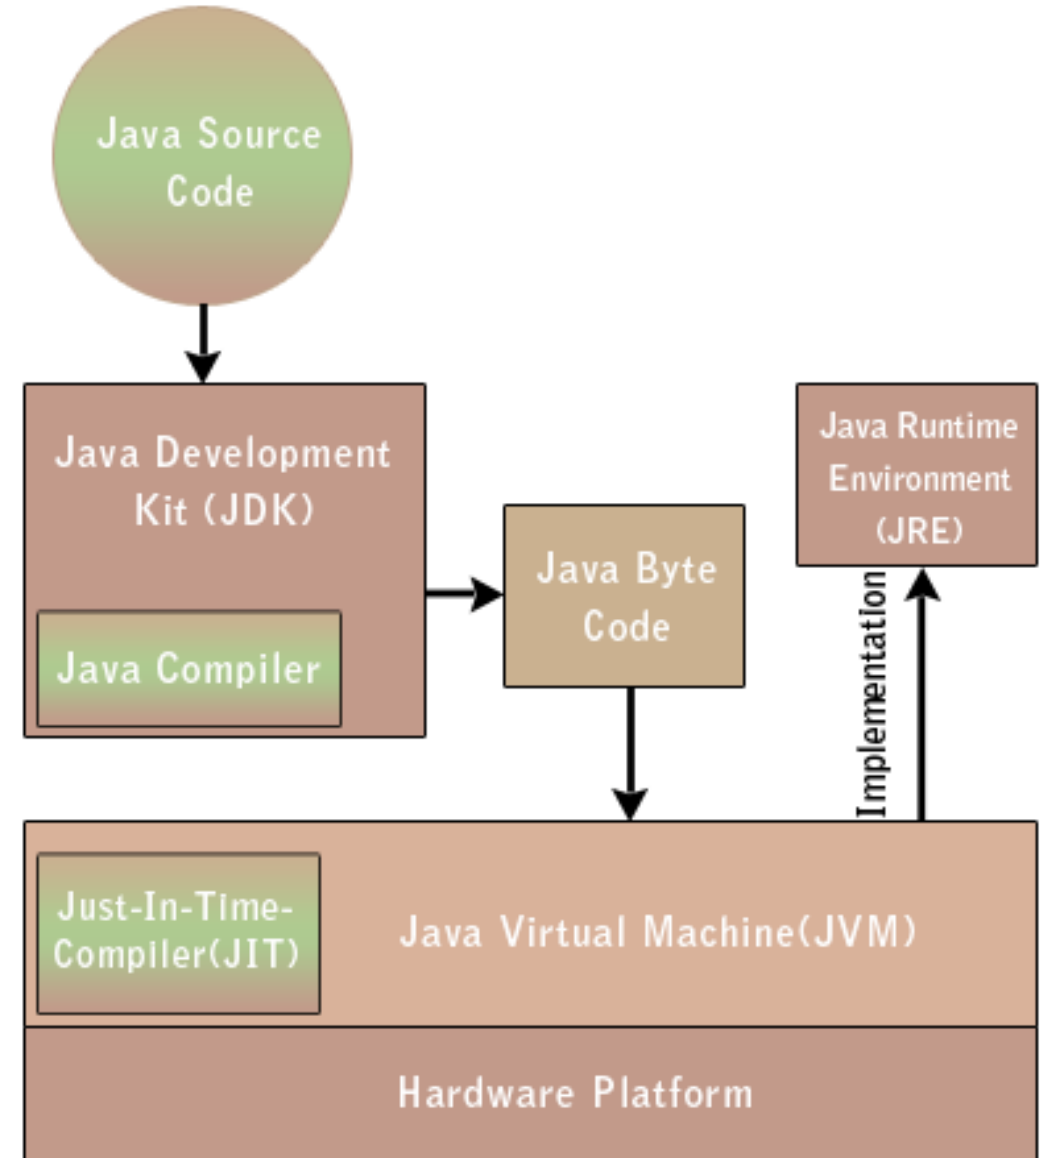 Java Source
Code
Java Development
Kit (JDK)
Java Compiler
Java Byte
Code
Java Runtime
Environment
(JRE)
Implementation
Just-In-Time-
Compiler(JIT)
Java Virtual Machine(JVM)
Hardware Platform